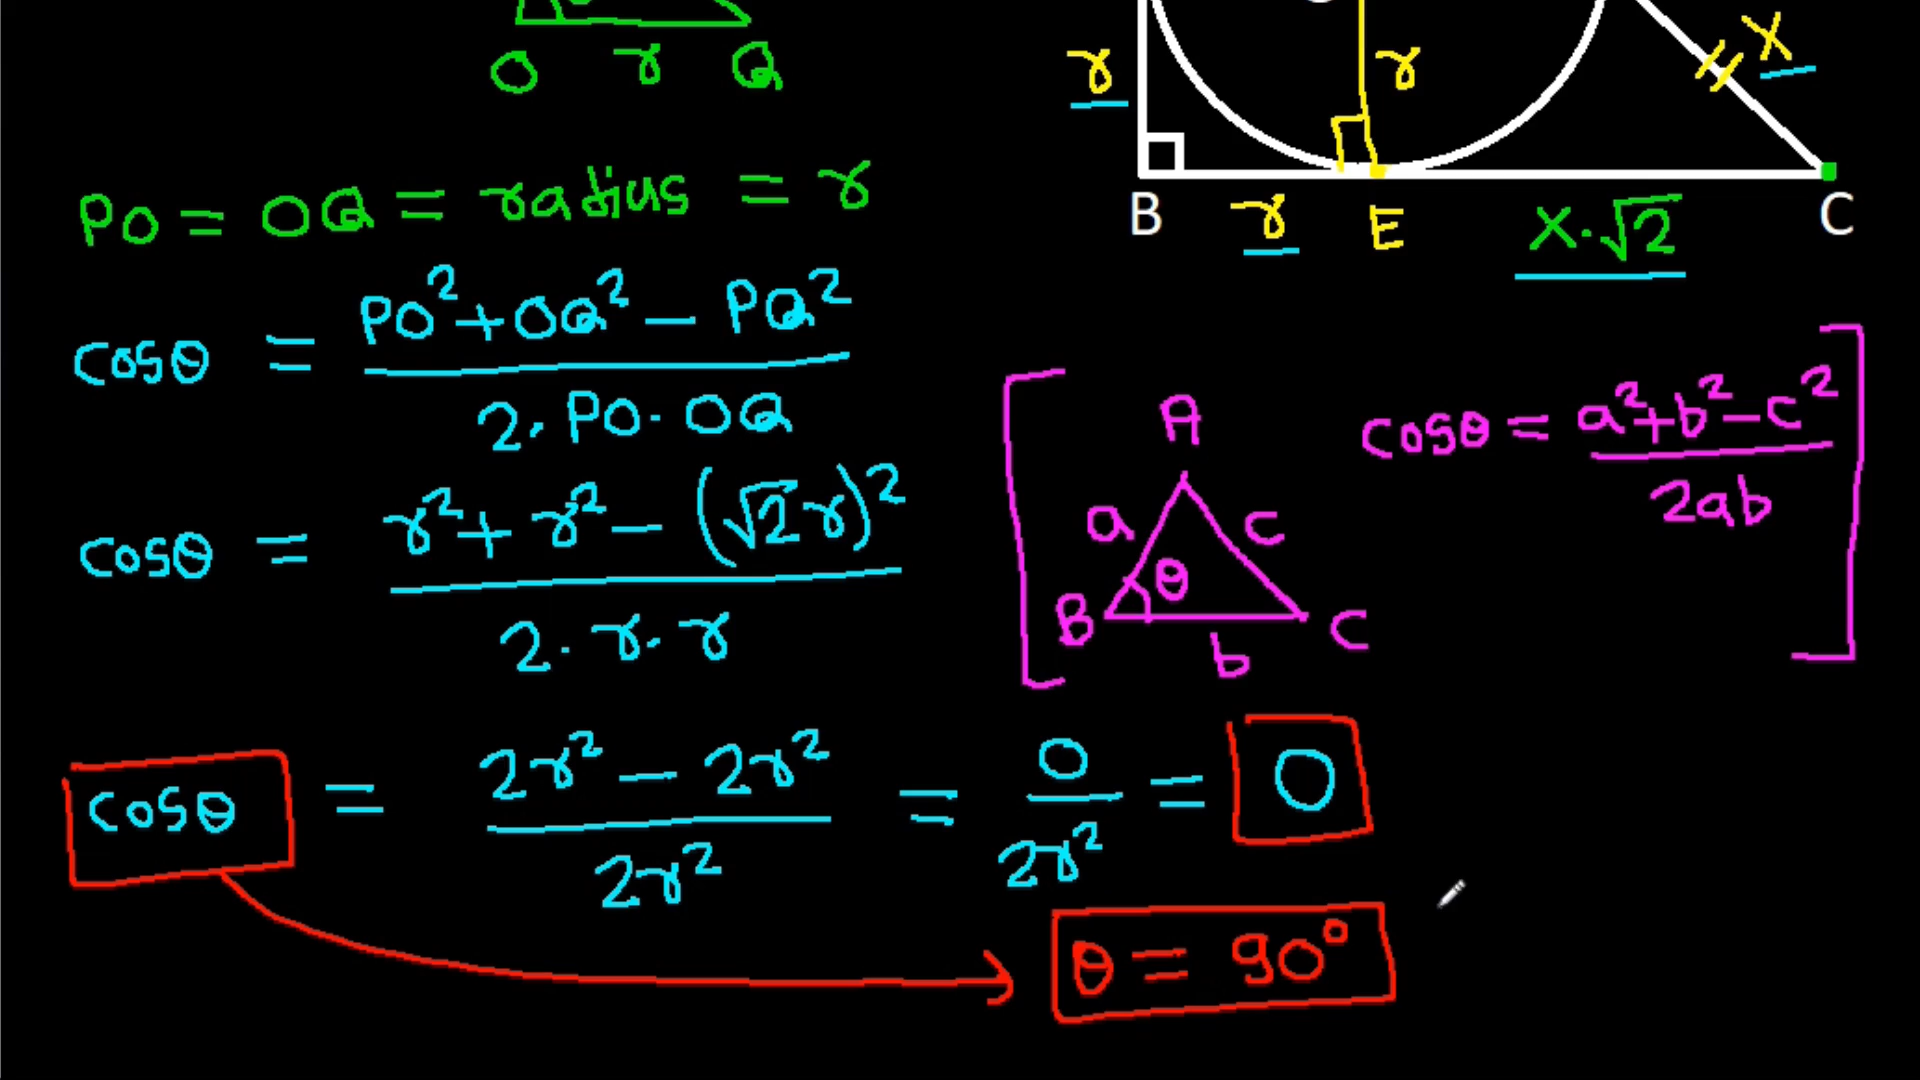 O r Q
r r X
B r E X·√2 C
PO = OQ = radius = r
cosθ = (PO² + OQ² − PQ²) / (2. PO. OQ)
cosθ = (r² + r² − (√2 r)²) / (2. r. r)
A
a c
θ
B b C
cosθ = (a² + b² − c²) / (2ab)
cosθ = (2r² − 2r²) / (2r²) = 0 / (2r²) = 0
θ = 90°